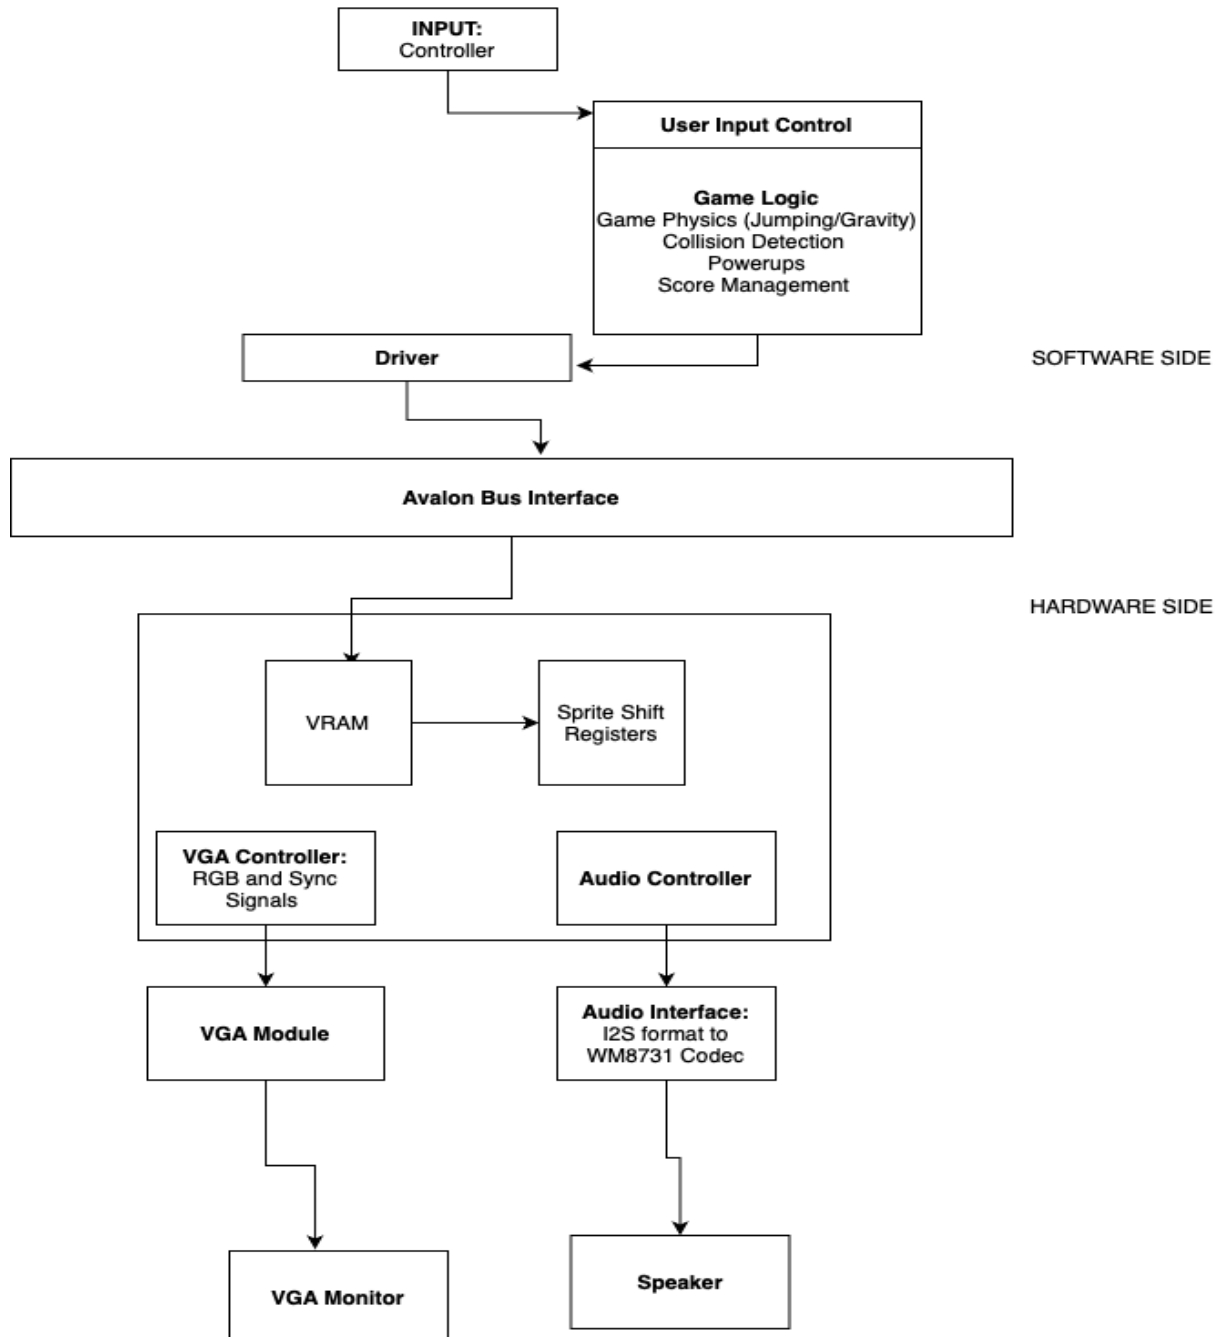 INPUT:
Controller
User Input Control
Game Logic
Game Physics (Jumping/Gravity)
Collision Detection
Powerups
Score Management
Driver
SOFTWARE SIDE
Avalon Bus Interface
HARDWARE SIDE
VRAM
Sprite Shift
Registers
VGA Controller:
RGB and Sync
Signals
Audio Controller
VGA Module
Audio Interface:
I2S format to
WM8731 Codec
VGA Monitor
Speaker